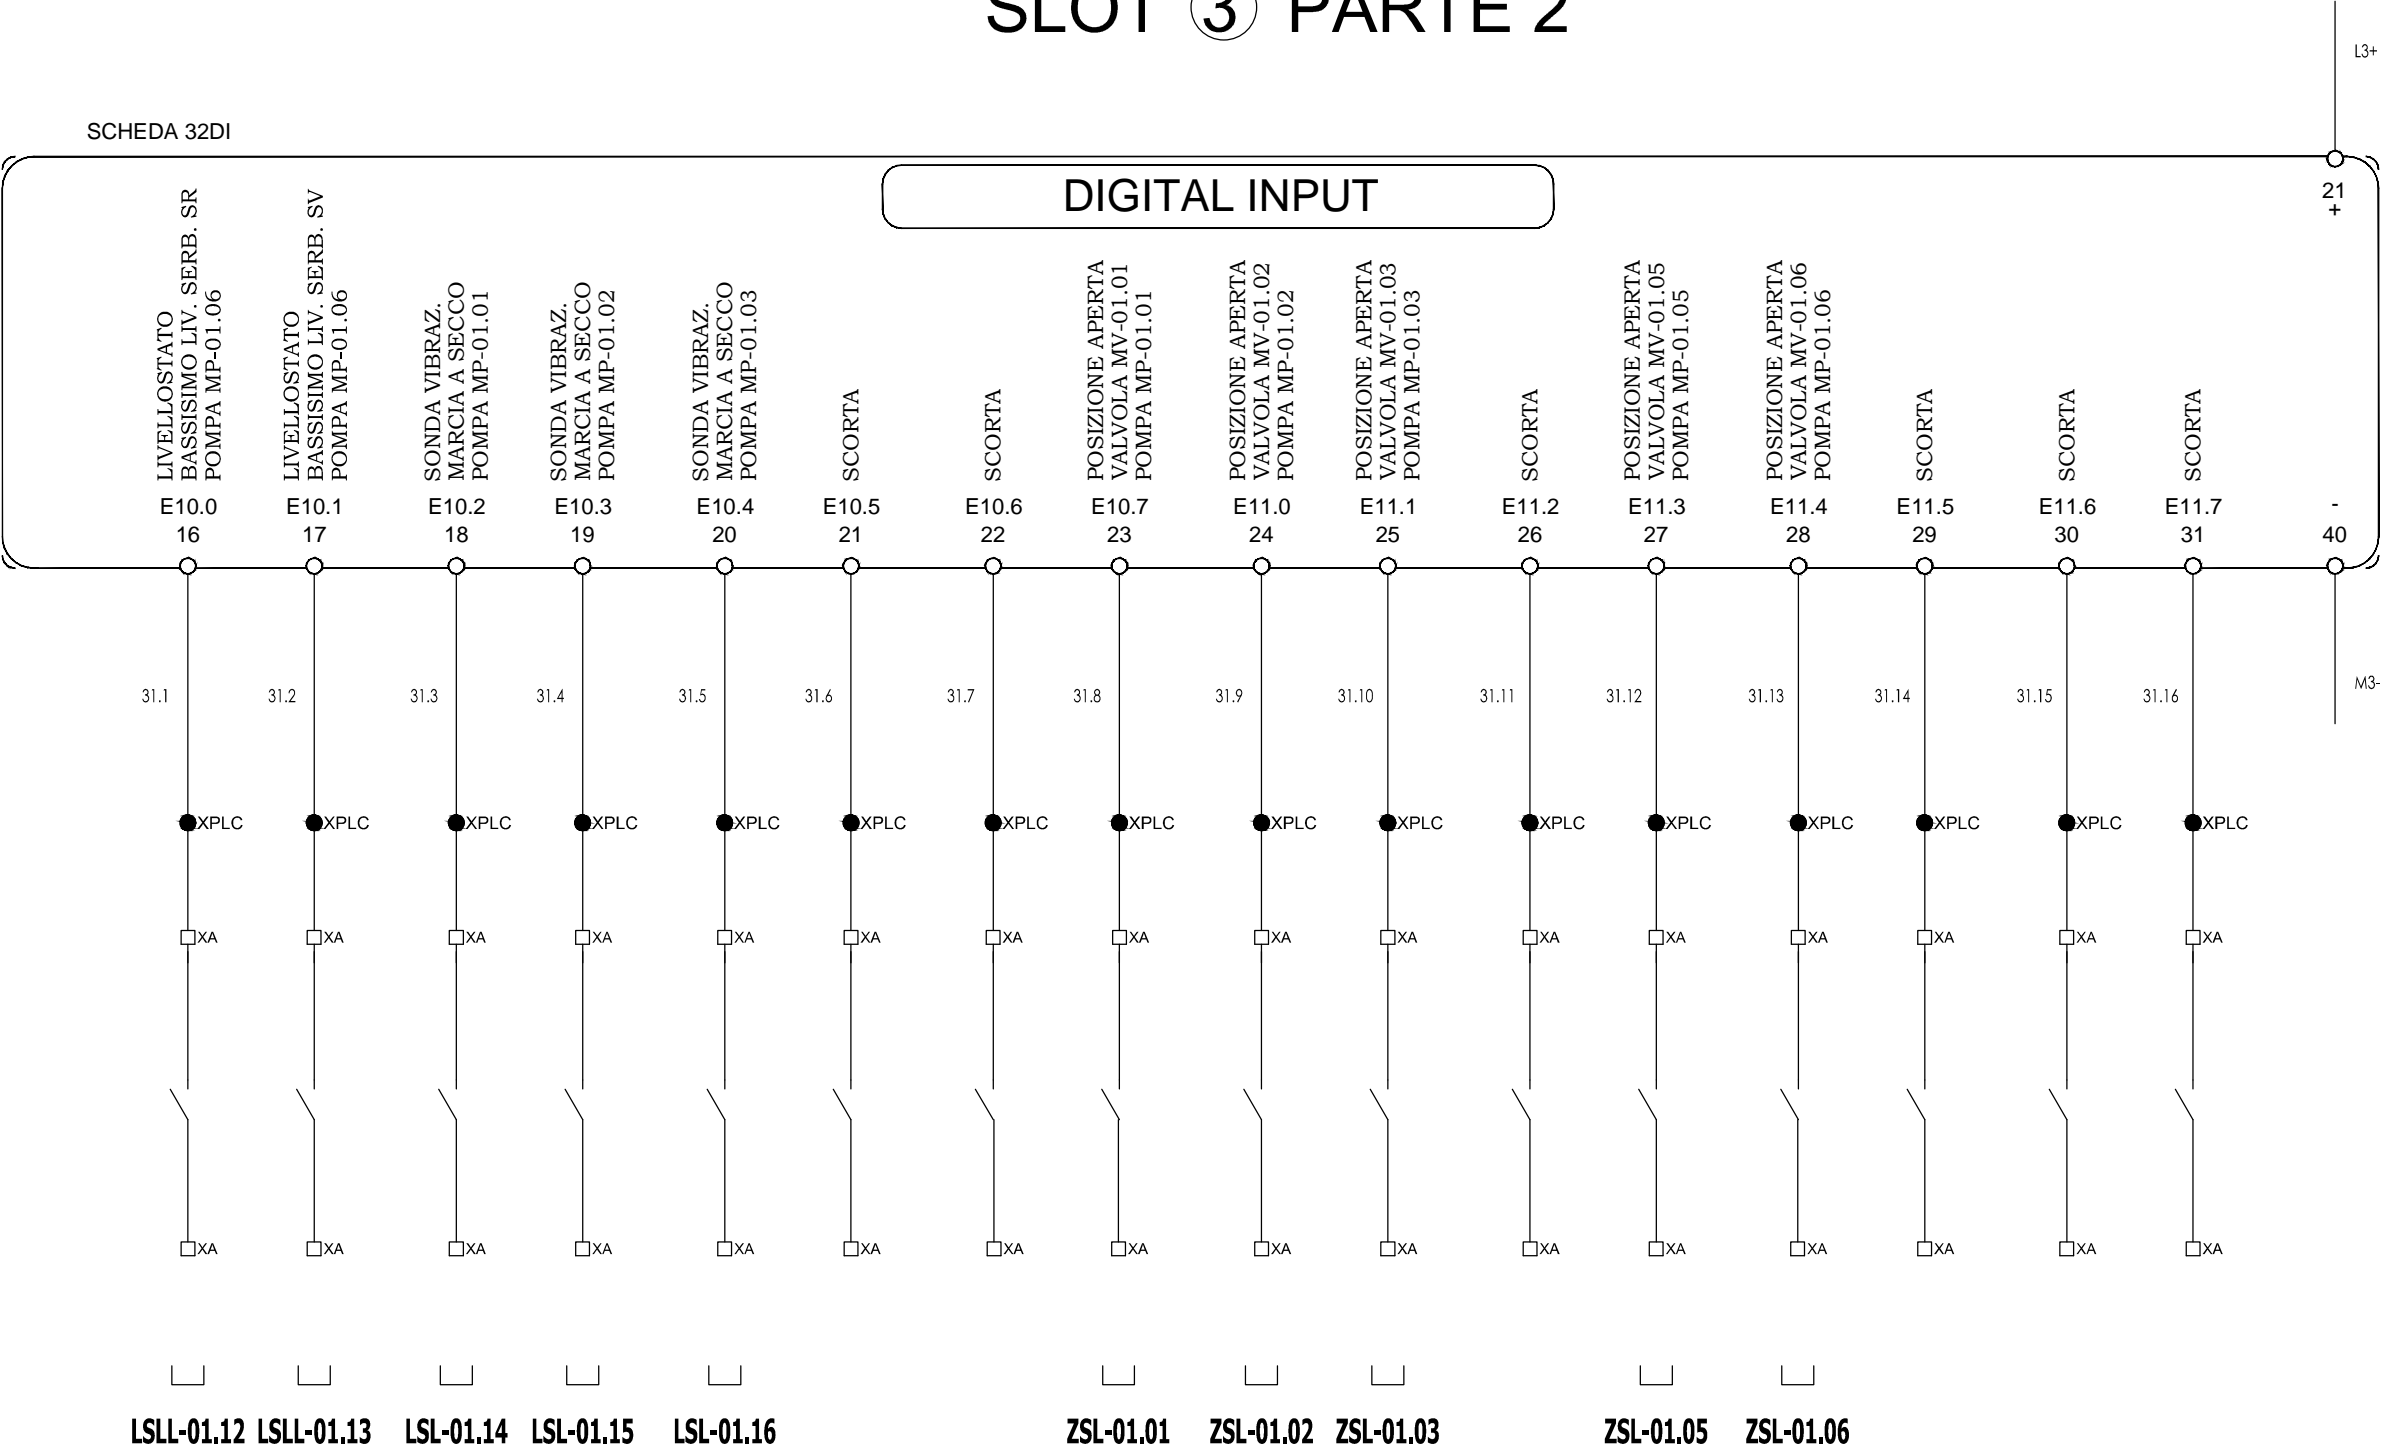 SLOT 3 PARTE 2
L3+
SCHEDA 32DI
DIGITAL INPUT
21
+
LIVELLOSTATO
BASSISIMO LIV. SERB. SR
POMPA MP-01.06
LIVELLOSTATO
BASSISIMO LIV. SERB. SV
POMPA MP-01.06
SONDA VIBRAZ.
MARCIA A SECCO
POMPA MP-01.01
SONDA VIBRAZ.
MARCIA A SECCO
POMPA MP-01.02
SONDA VIBRAZ.
MARCIA A SECCO
POMPA MP-01.03
SCORTA
SCORTA
POSIZIONE APERTA
VALVOLA MV-01.01
POMPA MP-01.01
POSIZIONE APERTA
VALVOLA MV-01.02
POMPA MP-01.02
POSIZIONE APERTA
VALVOLA MV-01.03
POMPA MP-01.03
SCORTA
POSIZIONE APERTA
VALVOLA MV-01.05
POMPA MP-01.05
POSIZIONE APERTA
VALVOLA MV-01.06
POMPA MP-01.06
SCORTA
SCORTA
SCORTA
E10.0 E10.1 E10.2 E10.3 E10.4 E10.5 E10.6 E10.7 E11.0 E11.1 E11.2 E11.3 E11.4 E11.5 E11.6 E11.7 -
16 17 18 19 20 21 22 23 24 25 26 27 28 29 30 31 40
31.1 31.2 31.3 31.4 31.5 31.6 31.7 31.8 31.9 31.10 31.11 31.12 31.13 31.14 31.15 31.16 M3-
XPLC XPLC XPLC XPLC XPLC XPLC XPLC XPLC XPLC XPLC XPLC XPLC XPLC XPLC XPLC XPLC
XA XA XA XA XA XA XA XA XA XA XA XA XA XA XA XA
XA XA XA XA XA XA XA XA XA XA XA XA XA XA XA XA
LSLL-01.12 LSLL-01.13 LSL-01.14 LSL-01.15 LSL-01.16 ZSL-01.01 ZSL-01.02 ZSL-01.03 ZSL-01.05 ZSL-01.06